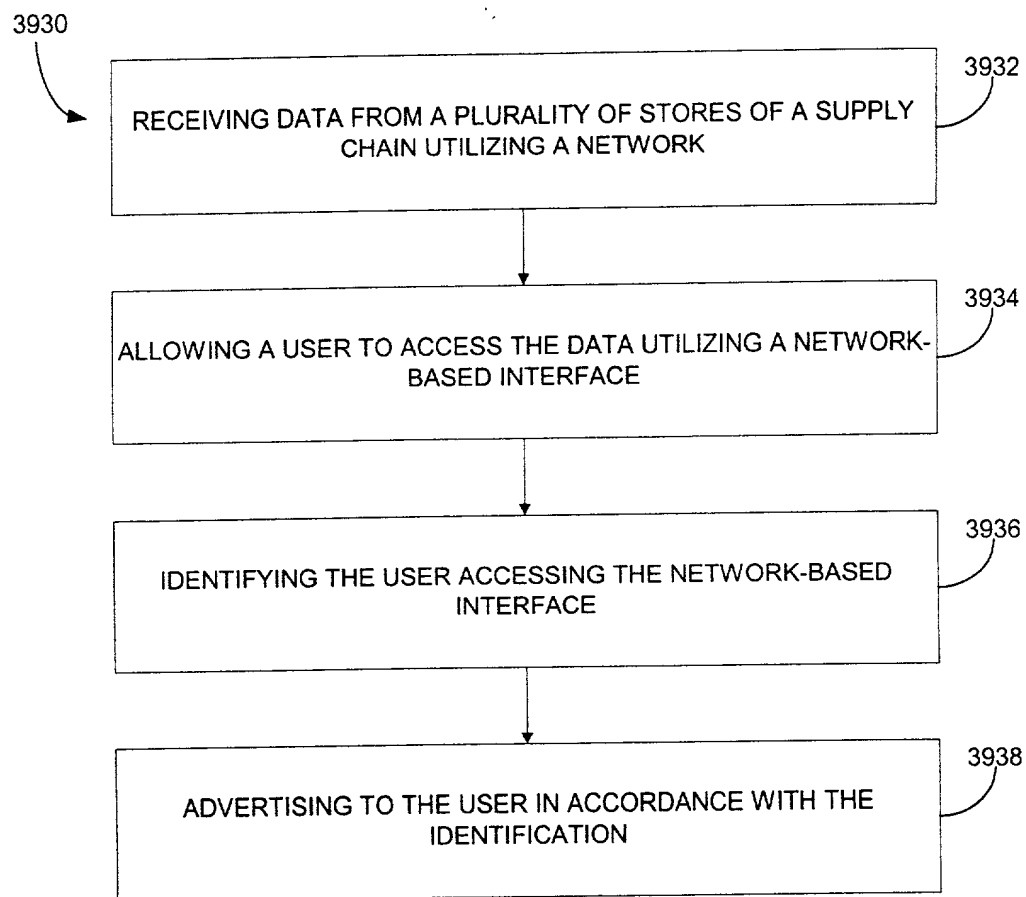 3930
3932
RECEIVING DATA FROM A PLURALITY OF STORES OF A SUPPLY
CHAIN UTILIZING A NETWORK
3934
ALLOWING A USER TO ACCESS THE DATA UTILIZING A NETWORK-
BASED INTERFACE
3936
IDENTIFYING THE USER ACCESSING THE NETWORK-BASED
INTERFACE
3938
ADVERTISING TO THE USER IN ACCORDANCE WITH THE
IDENTIFICATION